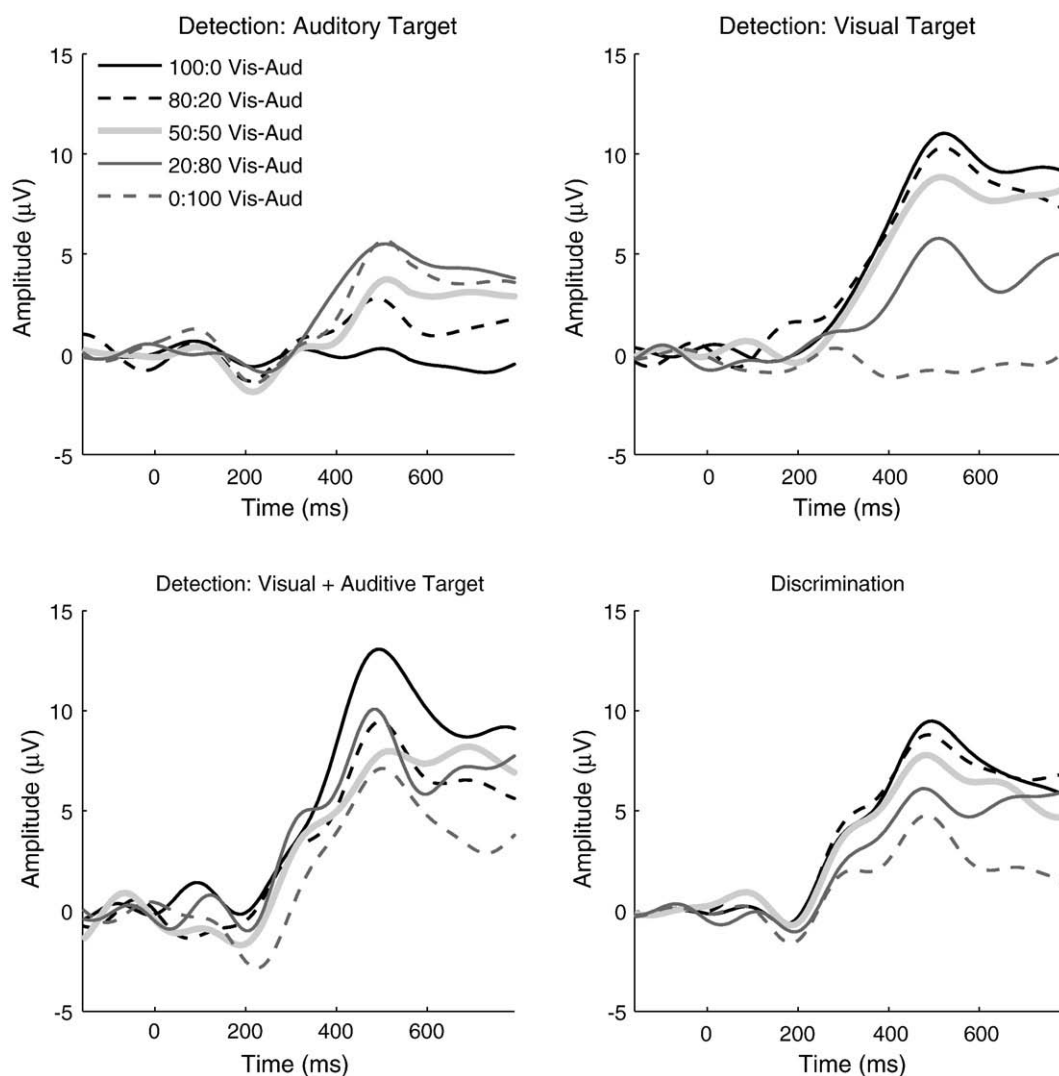 Detection: Auditory Target
15
10
5
0
-5
Amplitude (µV)
100:0 Vis-Aud
80:20 Vis-Aud
50:50 Vis-Aud
20:80 Vis-Aud
0:100 Vis-Aud
0 200 400 600
Time (ms)
Detection: Visual Target
15
10
5
0
-5
Amplitude (µV)
0 200 400 600
Time (ms)
Detection: Visual + Auditive Target
15
10
5
0
-5
Amplitude (µV)
0 200 400 600
Time (ms)
Discrimination
15
10
5
0
-5
Amplitude (µV)
0 200 400 600
Time (ms)